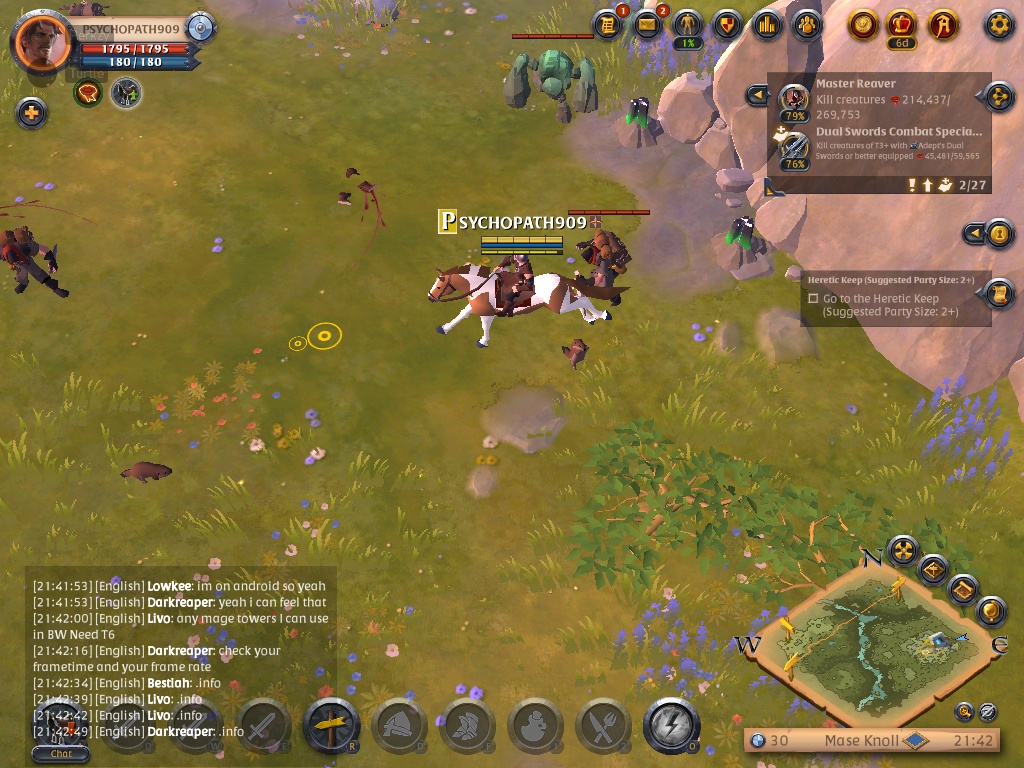 PSYCHOPATH909
1795 / 1795
180 / 180
Turtle
1
2
1%
6d
Master Reaver
Kill creatures 214,437/
269,753
79%
Dual Swords Combat Specia...
Kill creatures of T3+ with Adept's Dual
Swords or better equipped 45,481/59,565
76%
2/27
PSYCHOPATH909
Heretic Keep (Suggested Party Size: 2+)
Go to the Heretic Keep
(Suggested Party Size: 2+)
[21:41:53] [English] Lowkee: im on android so yeah
[21:41:53] [English] Darkreaper: yeah i can feel that
[21:42:00] [English] Livo: any mage towers I can use
in BW Need T6
[21:42:16] [English] Darkreaper: check your
frametime and your frame rate
[21:42:34] [English] Bestiah: .info
[21:42:39] [English] Livo: .info
[21:42:42] [English] Livo: .info
[21:42:49] [English] Darkreaper: .info
Chat
R
O
N
W
E
30
Mase Knoll
21:42